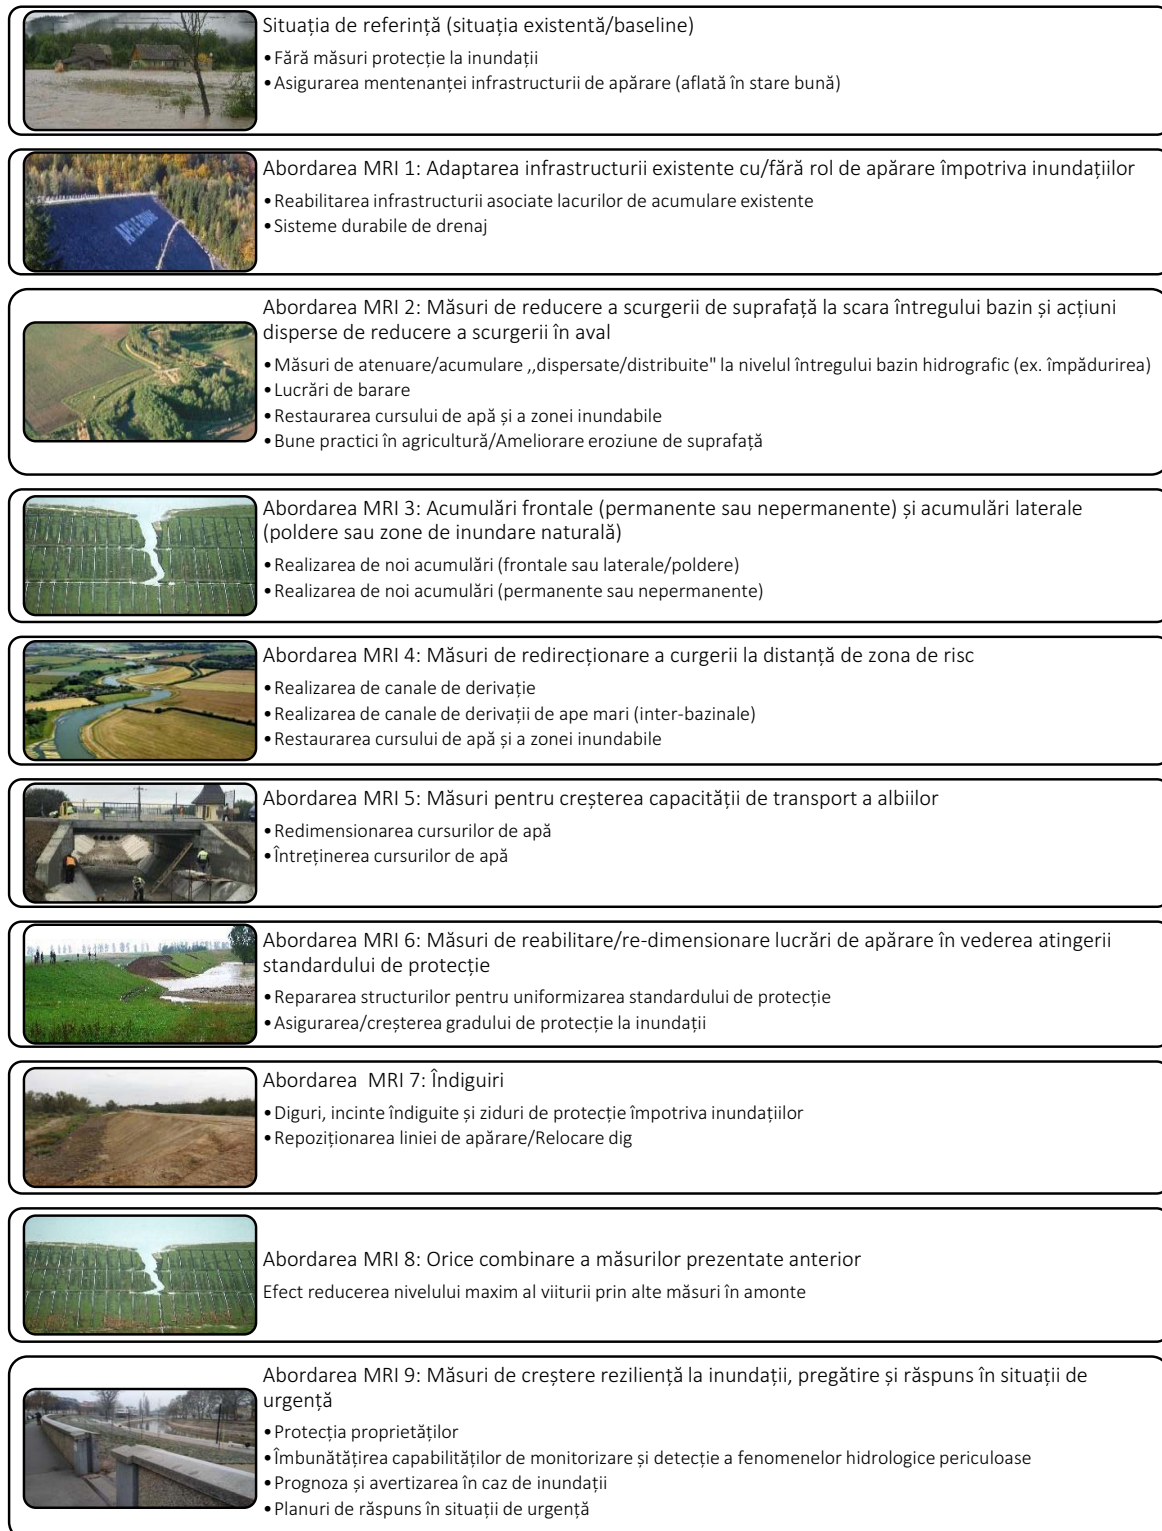 Situația de referință (situația existentă/baseline)
•Fără măsuri protecție la inundații
•Asigurarea mentenanței infrastructurii de apărare (aflată în stare bună)
Abordarea MRI 1: Adaptarea infrastructurii existente cu/fără rol de apărare împotriva inundațiilor
•Reabilitarea infrastructurii asociate lacurilor de acumulare existente
•Sisteme durabile de drenaj
Abordarea MRI 2: Măsuri de reducere a scurgerii de suprafață la scara întregului bazin și acțiuni
disperse de reducere a scurgerii în aval
•Măsuri de atenuare/acumulare ,,dispersate/distribuite" la nivelul întregului bazin hidrografic (ex. împădurirea)
•Lucrări de barare
•Restaurarea cursului de apă și a zonei inundabile
•Bune practici în agricultură/Ameliorare eroziune de suprafață
Abordarea MRI 3: Acumulări frontale (permanente sau nepermanente) și acumulări laterale
(poldere sau zone de inundare naturală)
•Realizarea de noi acumulări (frontale sau laterale/poldere)
•Realizarea de noi acumulări (permanente sau nepermanente)
Abordarea MRI 4: Măsuri de redirecționare a curgerii la distanță de zona de risc
•Realizarea de canale de derivație
•Realizarea de canale de derivații de ape mari (inter-bazinale)
•Restaurarea cursului de apă și a zonei inundabile
Abordarea MRI 5: Măsuri pentru creșterea capacității de transport a albiilor
•Redimensionarea cursurilor de apă
•Întreținerea cursurilor de apă
Abordarea MRI 6: Măsuri de reabilitare/re-dimensionare lucrări de apărare în vederea atingerii
standardului de protecție
•Repararea structurilor pentru uniformizarea standardului de protecție
•Asigurarea/creșterea gradului de protecție la inundații
Abordarea MRI 7: Îndiguiri
•Diguri, incinte îndiguite și ziduri de protecție împotriva inundațiilor
•Repoziționarea liniei de apărare/Relocare dig
Abordarea MRI 8: Orice combinare a măsurilor prezentate anterior
Efect reducerea nivelului maxim al viiturii prin alte măsuri în amonte
Abordarea MRI 9: Măsuri de creștere reziliență la inundații, pregătire și răspuns în situații de
urgență
•Protecția proprietăților
•Îmbunătățirea capabilităților de monitorizare și detecție a fenomenelor hidrologice periculoase
•Prognoza și avertizarea în caz de inundații
•Planuri de răspuns în situații de urgență